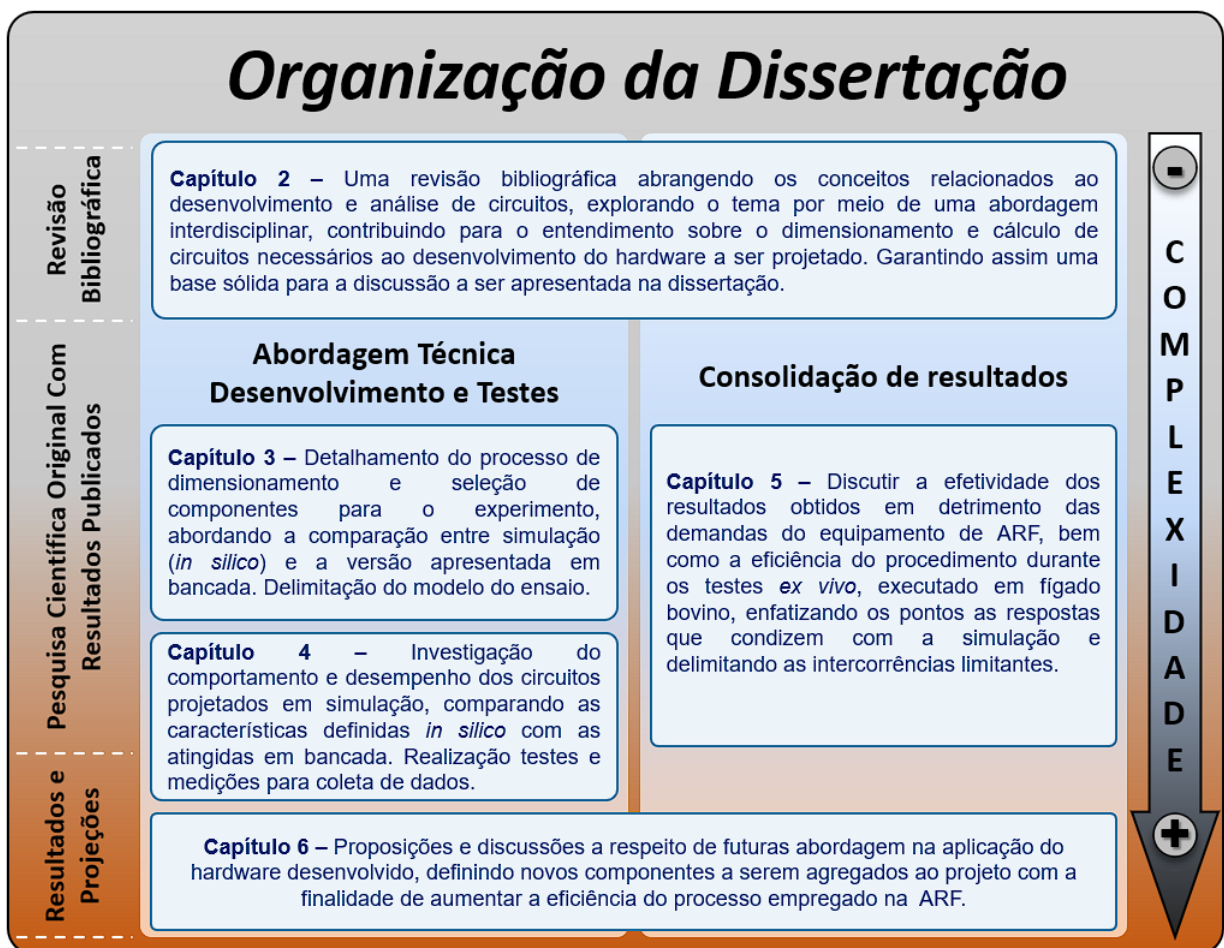 Organização da Dissertação
Revisão
Bibliográfica
Capítulo 2 – Uma revisão bibliográfica abrangendo os conceitos relacionados ao
desenvolvimento e análise de circuitos, explorando o tema por meio de uma abordagem
interdisciplinar, contribuindo para o entendimento sobre o dimensionamento e cálculo de
circuitos necessários ao desenvolvimento do hardware a ser projetado. Garantindo assim uma
base sólida para a discussão a ser apresentada na dissertação.
Pesquisa Científica Original Com
Resultados Publicados
Abordagem Técnica
Desenvolvimento e Testes
Capítulo 3 – Detalhamento do processo de
dimensionamento e seleção de
componentes para o experimento,
abordando a comparação entre simulação
(in silico) e a versão apresentada em
bancada. Delimitação do modelo do ensaio.
Capítulo 4 – Investigação do
comportamento e desempenho dos circuitos
projetados em simulação, comparando as
características definidas in silico com as
atingidas em bancada. Realização testes e
medições para coleta de dados.
Consolidação de resultados
Capítulo 5 – Discutir a efetividade dos
resultados obtidos em detrimento das
demandas do equipamento de ARF, bem
como a eficiência do procedimento durante
os testes ex vivo, executado em fígado
bovino, enfatizando os pontos as respostas
que condizem com a simulação e
delimitando as intercorrências limitantes.
Resultados e
Projeções
Capítulo 6 – Proposições e discussões a respeito de futuras abordagem na aplicação do
hardware desenvolvido, definindo novos componentes a serem agregados ao projeto com a
finalidade de aumentar a eficiência do processo empregado na ARF.
-
COMPLEXIDADE
+